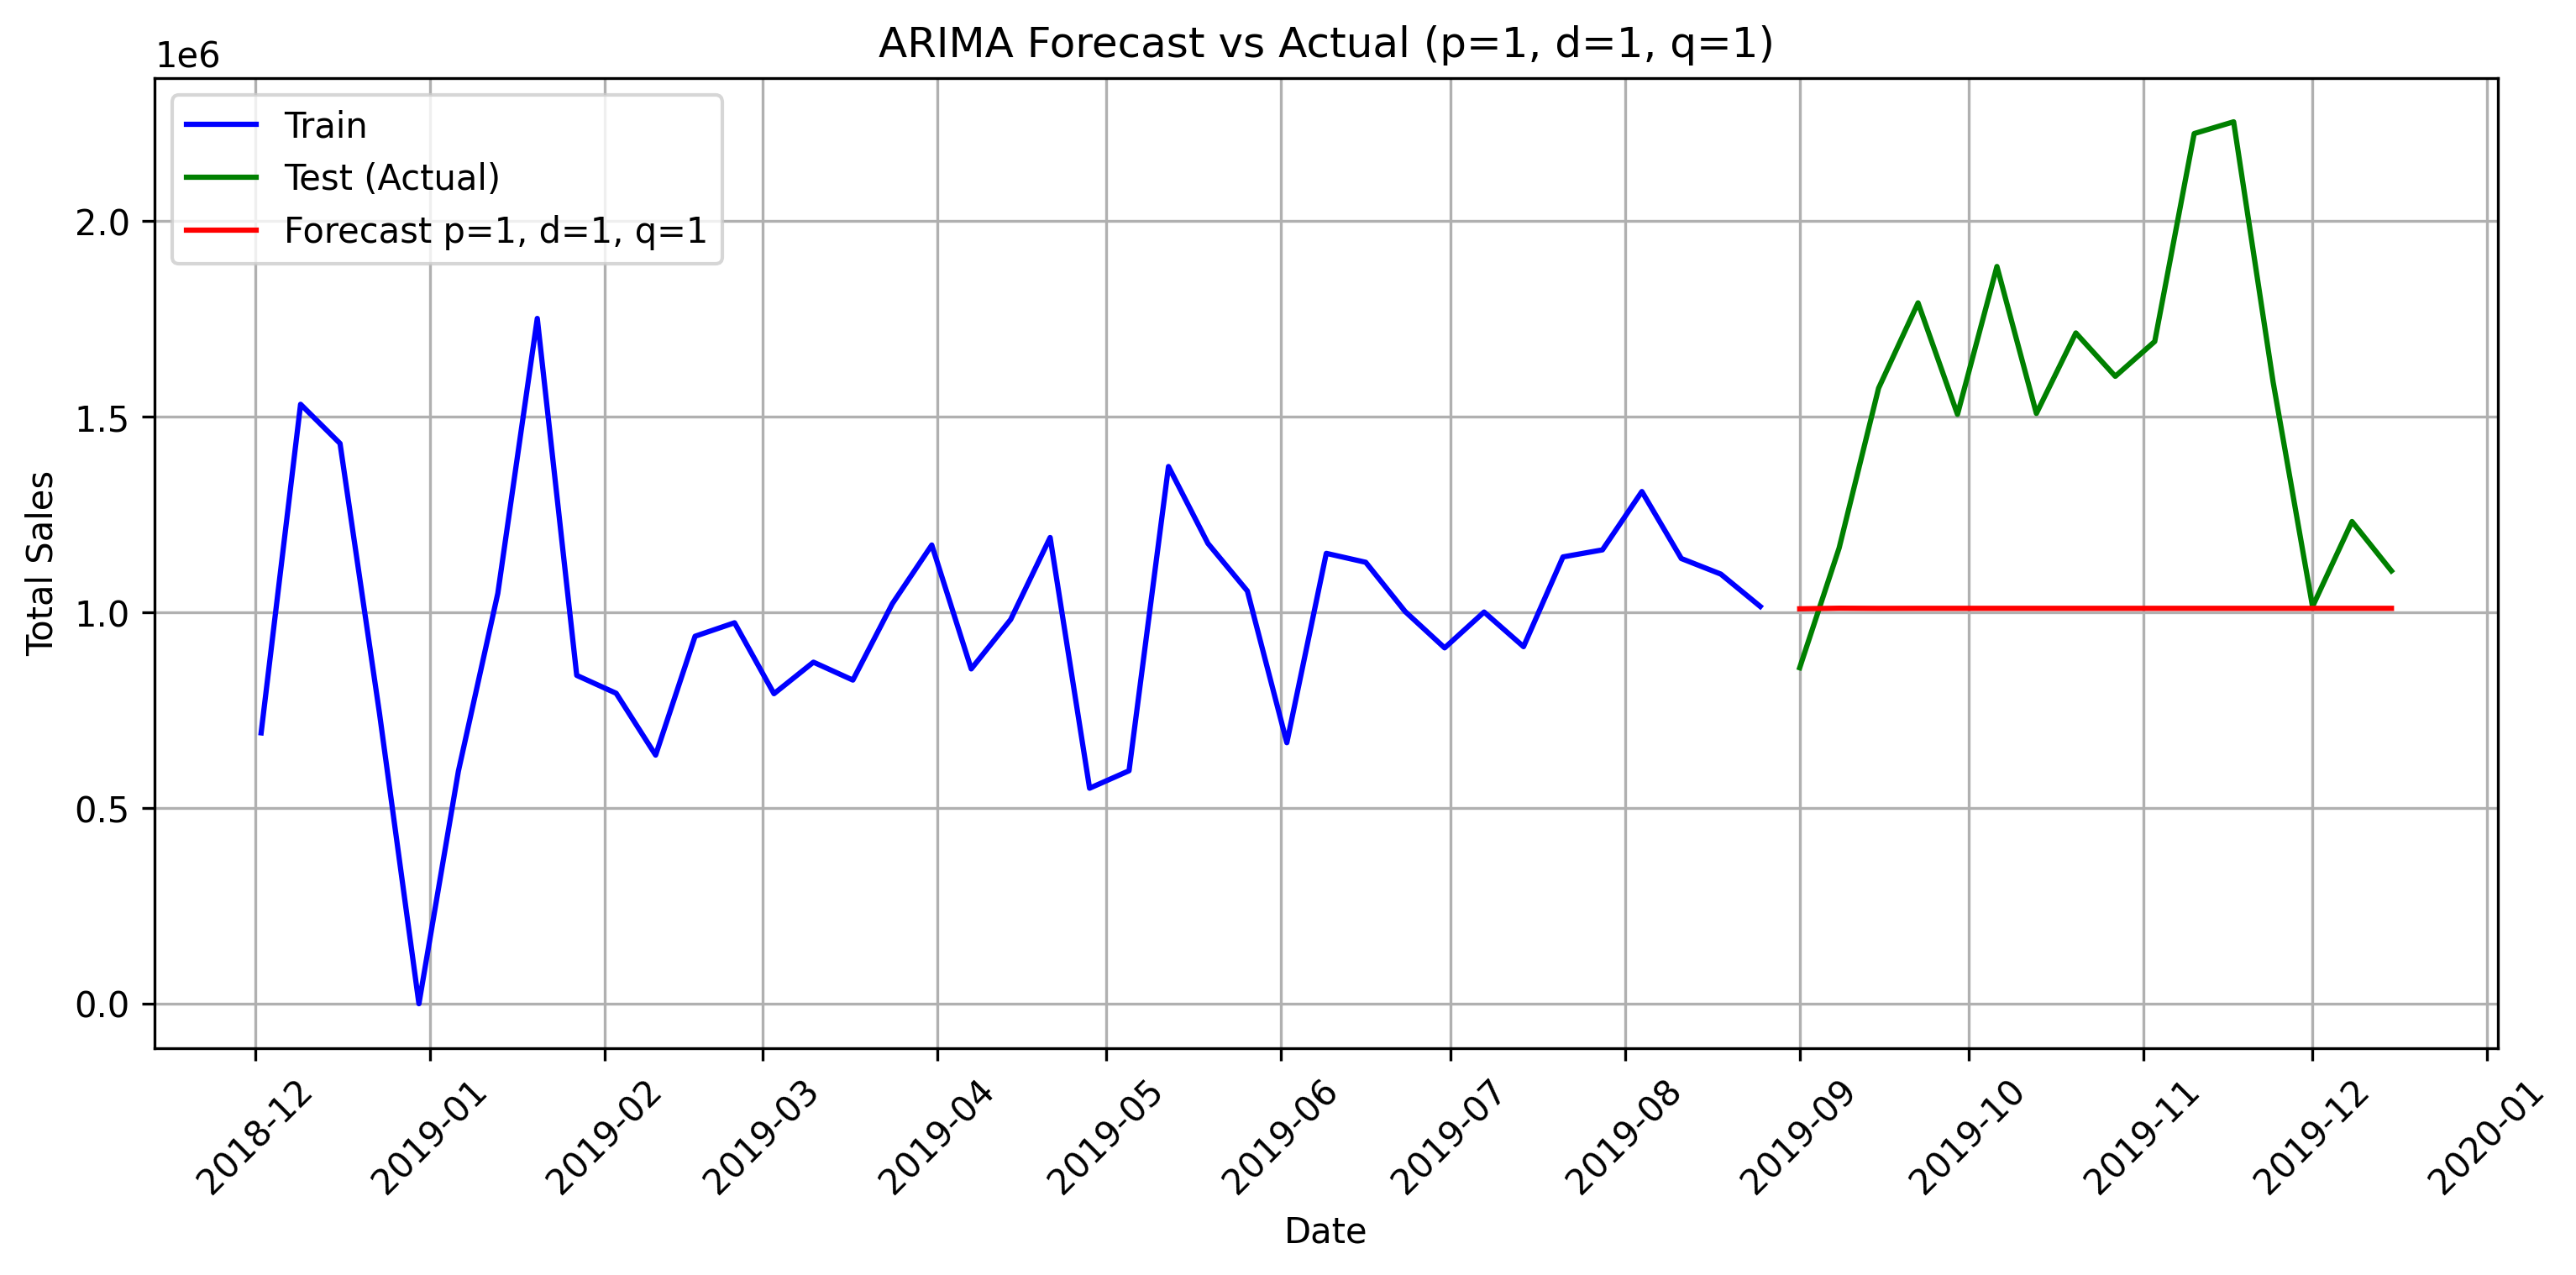 ARIMA Forecast vs Actual (p=1, d=1, q=1)
1e6
Train
Test (Actual)
Forecast p=1, d=1, q=1
Total Sales
2.0
1.5
1.0
0.5
0.0
2018-12
2019-01
2019-02
2019-03
2019-04
2019-05
2019-06
2019-07
2019-08
2019-09
2019-10
2019-11
2019-12
2020-01
Date